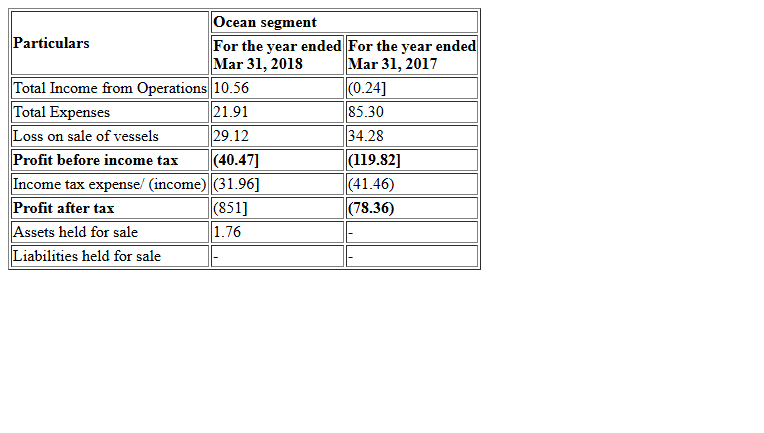 Particulars
Ocean segment
For the year ended
Mar 31, 2018
For the year ended
Mar 31, 2017
Total Income from Operations 10.56 (0.24]
Total Expenses 21.91 85.30
Loss on sale of vessels 29.12 34.28
Profit before income tax (40.47] (119.82]
Income tax expense/ (income) (31.96] (41.46)
Profit after tax (851] (78.36)
Assets held for sale 1.76 -
Liabilities held for sale - -